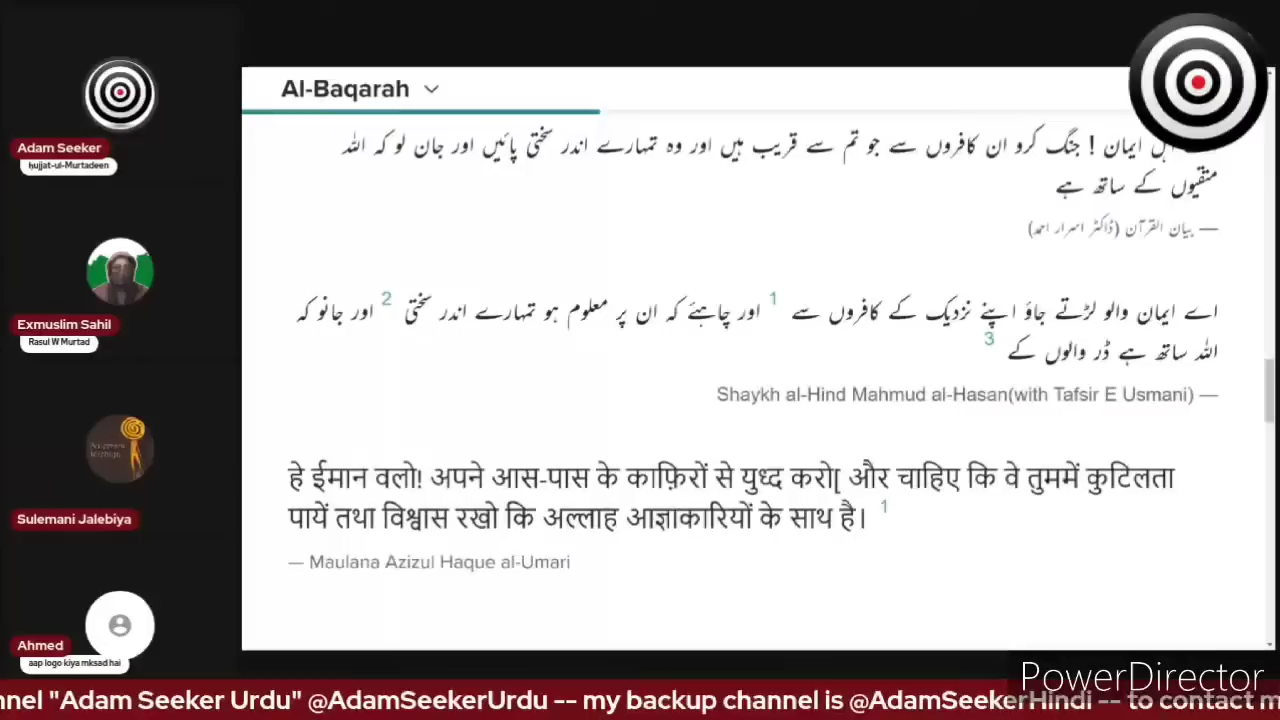 Adam Seeker
hujjat-ul-Murtadeen
Exmuslim Sahil
Rasul W Murtad
Sulemani Jalebiya
Ahmed
aap logo kiya mksad hai
Al-Baqarah
اہل ایمان ! جنگ کرو ان کافروں سے جو تم سے قریب ہیں اور وہ تمہارے اندر سختی پائیں اور جان لو کہ اللہ
متقیوں کے ساتھ ہے
— بیان القرآن (ڈاکٹر اسرار احمد)
اے ایمان والو لڑتے جاؤ اپنے نزدیک کے کافروں سے 1 اور چاہئے کہ ان پر معلوم ہو تمہارے اندر سختی 2 اور جانو کہ
اللہ ساتھ ہے ڈر والوں کے 3
Shaykh al-Hind Mahmud al-Hasan(with Tafsir E Usmani) —
हे ईमान वलो! अपने आस-पास के काफ़िरों से युध्द करो[ और चाहिए कि वे तुममें कुटिलता
पायें तथा विश्वास रखो कि अल्लाह आज्ञाकारियों के साथ है। 1
— Maulana Azizul Haque al-Umari
PowerDirector
nnel "Adam Seeker Urdu" @AdamSeekerUrdu -- my backup channel is @AdamSeekerHindi -- to contact m